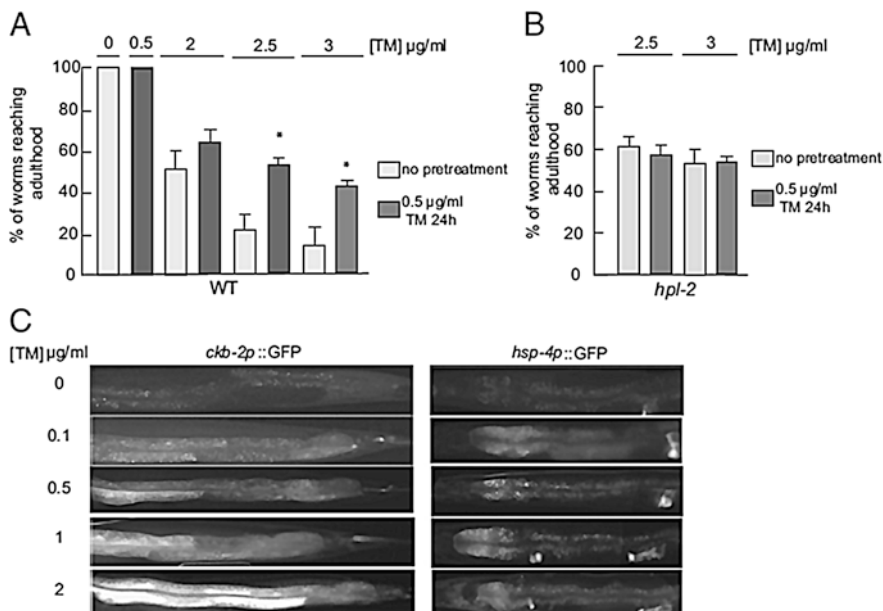 A
0 0.5 2 2.5 3 [TM] µg/ml
% of worms reaching
adulthood
100
80
60
40
20
0
*
*
no pretreatment
0.5 µg/ml
TM 24h
WT
B
2.5 3 [TM] µg/ml
% of worms reaching
adulthood
100
80
60
40
20
0
no pretreatment
0.5 µg/ml
TM 24h
hpl-2
C
[TM] µg/ml ckb-2p::GFP hsp-4p::GFP
0
0.1
0.5
1
2